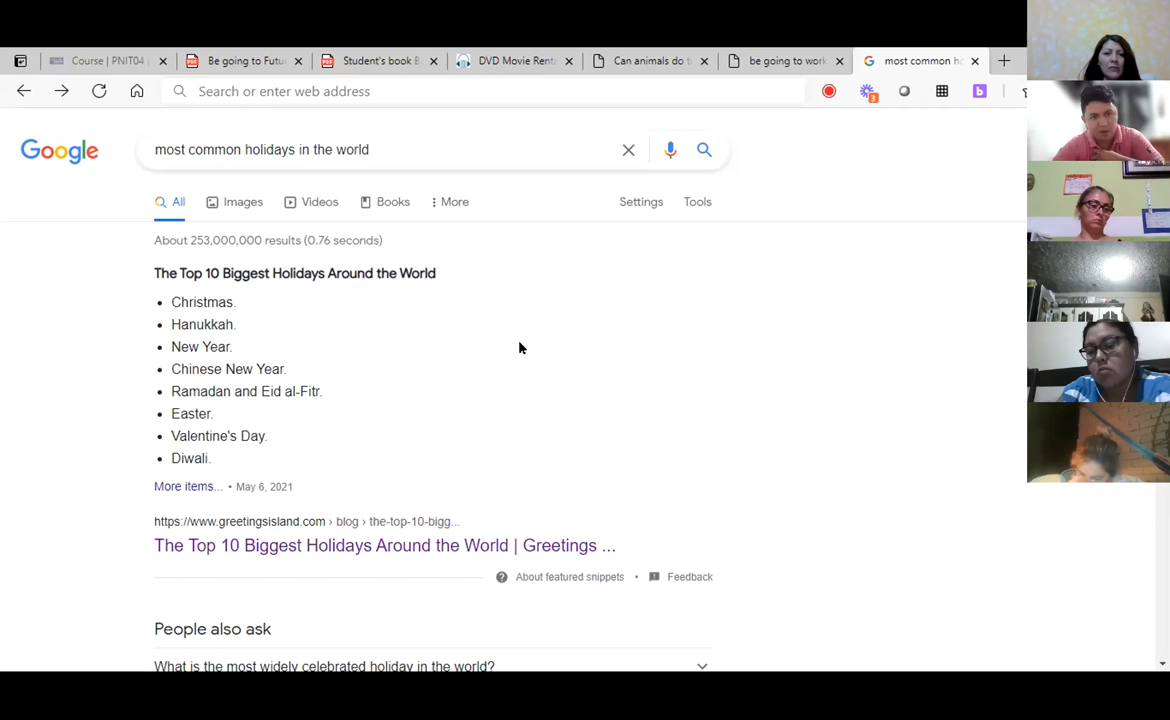 Course | PNIT04 Be going to Futu Student's book DVD Movie Renta Can animals do t be going to work most common ho
Search or enter web address
3
b
Google
most common holidays in the world
All Images Videos Books More Settings Tools
About 253,000,000 results (0.76 seconds)
The Top 10 Biggest Holidays Around the World
• Christmas.
• Hanukkah.
• New Year.
• Chinese New Year.
• Ramadan and Eid al-Fitr.
• Easter.
• Valentine's Day.
• Diwali.
More items... • May 6, 2021
https://www.greetingsisland.com › blog › the-top-10-bigg...
The Top 10 Biggest Holidays Around the World | Greetings ...
About featured snippets • Feedback
People also ask
What is the most widely celebrated holiday in the world?